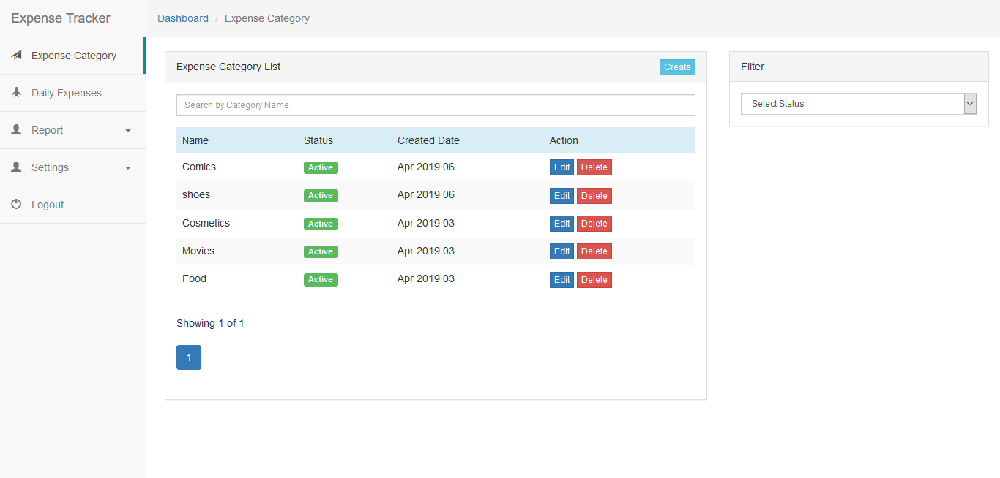 Expense Tracker
Dashboard / Expense Category
Expense Category
Daily Expenses
Report
Settings
Logout
Expense Category List Create
Search by Category Name
Name Status Created Date Action
Comics Active Apr 2019 06 Edit Delete
shoes Active Apr 2019 06 Edit Delete
Cosmetics Active Apr 2019 03 Edit Delete
Movies Active Apr 2019 03 Edit Delete
Food Active Apr 2019 03 Edit Delete
Showing 1 of 1
1
Filter
Select Status